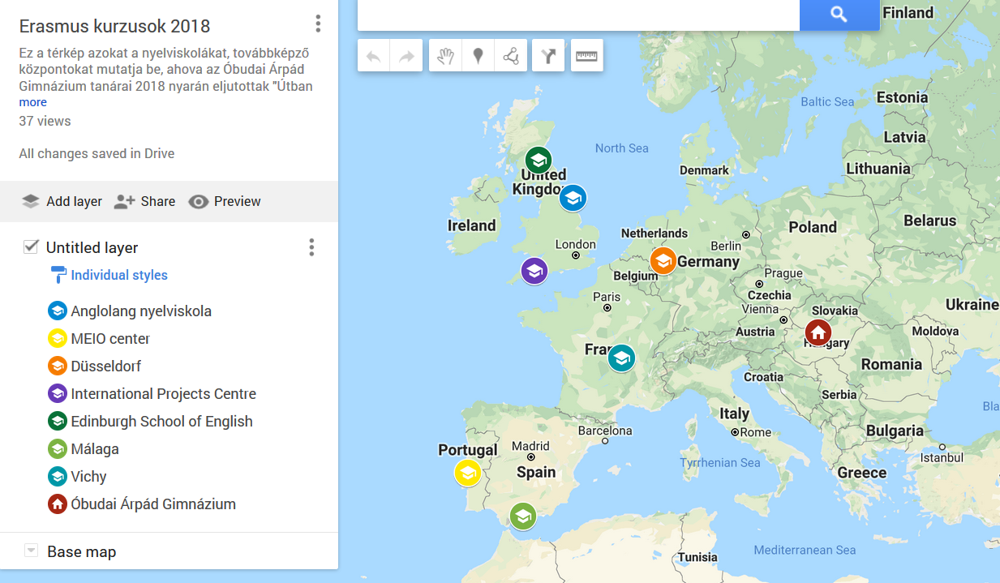 Erasmus kurzusok 2018
Ez a térkép azokat a nyelviskolákat, továbbképző
központokat mutatja be, ahova az Óbudai Árpád
Gimnázium tanárai 2018 nyarán eljutottak "Útban
more
37 views
All changes saved in Drive
Add layer Share Preview
Untitled layer
Individual styles
Anglolang nyelviskola
MEIO center
Düsseldorf
International Projects Centre
Edinburgh School of English
Málaga
Vichy
Óbudai Árpád Gimnázium
Base map
Finland
Baltic Sea
Estonia
Latvia
North Sea
Lithuania
Denmark
United
Kingdo
Ireland
Belarus
Poland
Netherlands
London
Berlin
Germany
Belgium
Prague
Czechia
Paris
Ukraine
Vienna
Slovakia
Austria
Moldova
Hungary
Fran
Romania
Croatia
Serbia
Italy
Bla
Barcelona
Rome
Bulgaria
Portugal
Madrid
Istanbul
Tyrrhenian Sea
Spain
Greece
Mediterranean Sea
Tunisia